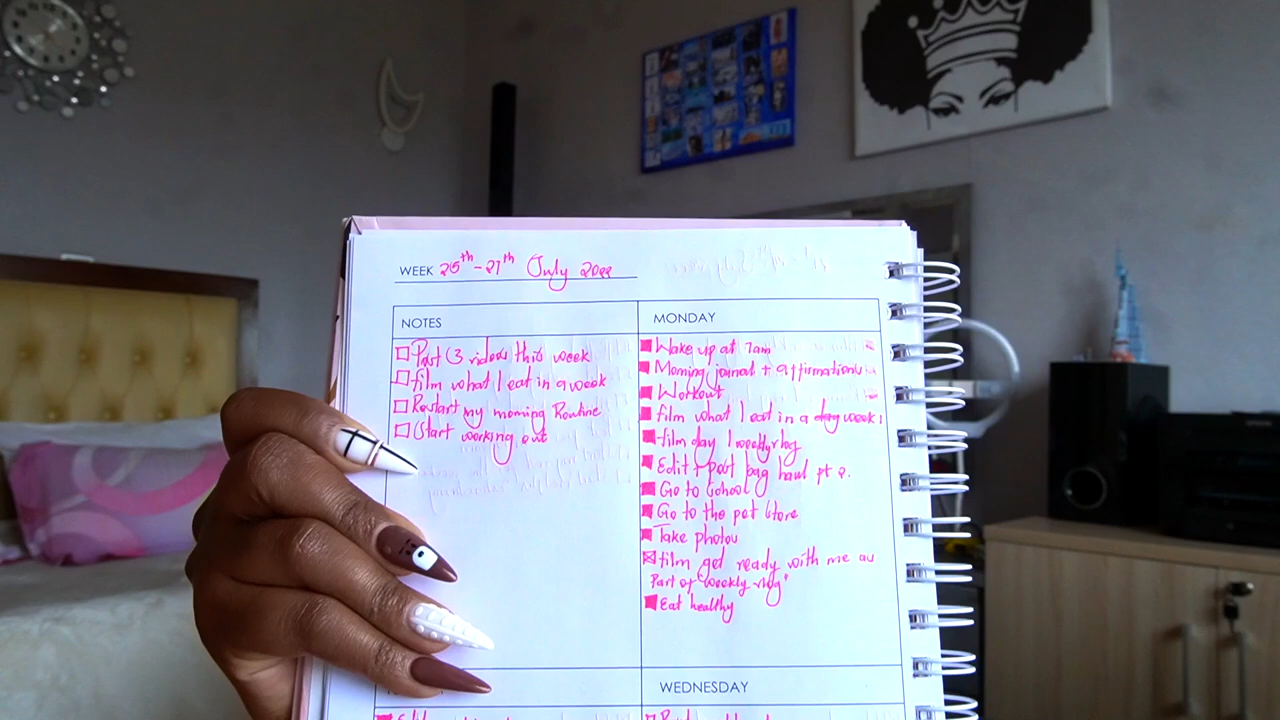 WEEK 25th - 27th July 2022
NOTES
Post (3 videos this week
film what I eat in a week
Restart my morning Routine
Start working out
MONDAY
Wake up at 7am
Morning journal + affirmations
Workout
film what I eat in a day week 1
film day 1 weekly vlog
Edit + post bag haul pt 2.
Go to School
Go to the pet Store
Take photos
film get ready with me as
Part of weekly vlog"
Eat healthy
WEDNESDAY